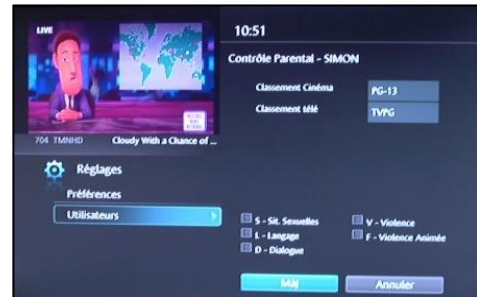 LIVE
704 TMNHD Cloudy With a Chance of ...
Réglages
Préférences
Utilisateurs
10:51
Contrôle Parental - SIMON
Classement Cinéma PG-13
Classement télé TVPG
S - Sit. Sexuelles
L - Langage
D - Dialogue
V - Violence
F - Violence Animée
MàJ
Annuler